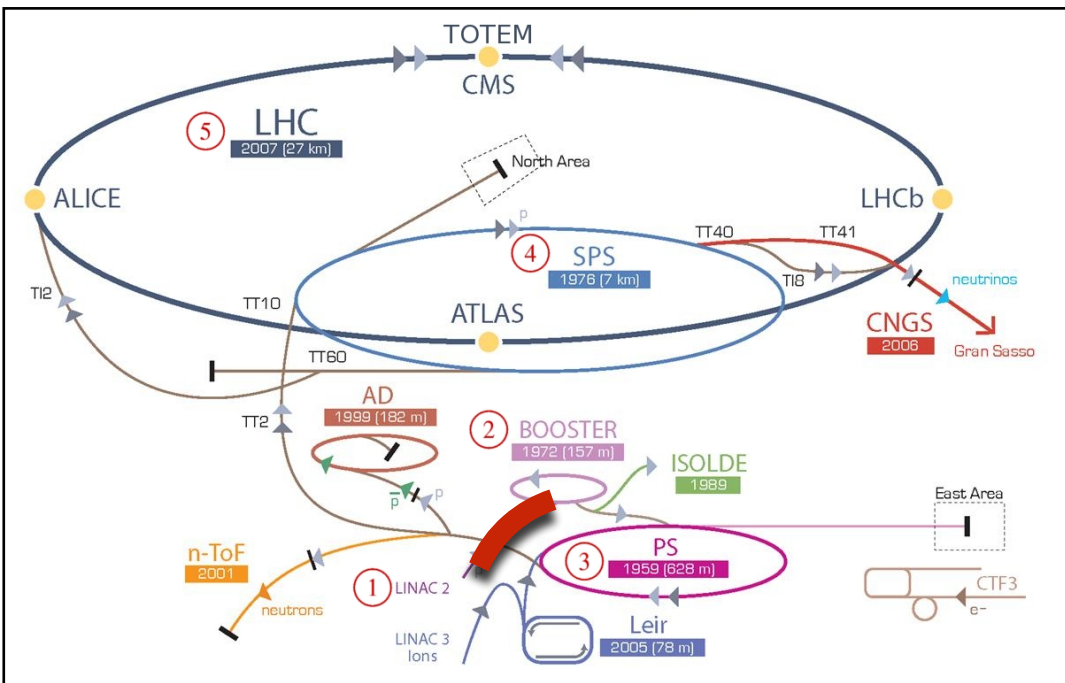 TOTEM
CMS
5
LHC
2007 (27 km)
North Area
ALICE
LHCb
p
TT40
TT41
4
SPS
1976 (7 km)
TI2
TT10
TI8
neutrinos
ATLAS
CNGS
2006
Gran Sasso
TT60
AD
1999 (182 m)
TT2
2
BOOSTER
1972 (157 m)
ISOLDE
1989
p̅
p
East Area
n-ToF
2001
3
PS
1959 (628 m)
1
LINAC 2
neutrons
CTF3
e-
LINAC 3
Ions
Leir
2005 (78 m)